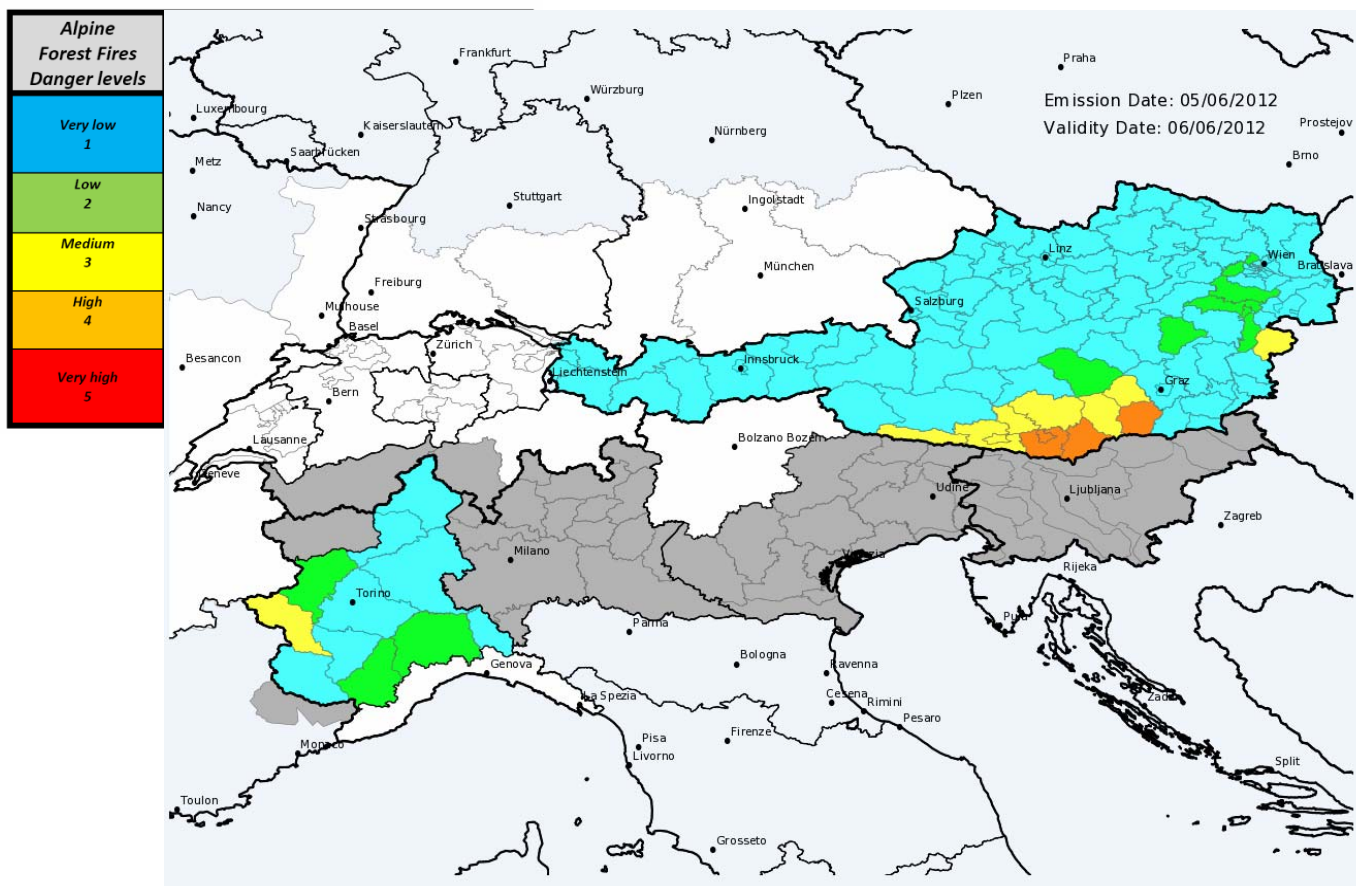 Alpine
Forest Fires
Danger levels
Very low
1
Low
2
Medium
3
High
4
Very high
5
Emission Date: 05/06/2012
Validity Date: 06/06/2012
Frankfurt
Praha
Würzburg
Plzen
Luxembourg
Kaiserslautern
Prostejov
Nürnberg
Saarbrücken
Brno
Metz
Stuttgart
Ingolstadt
Nancy
Strasbourg
Linz
Wien
Bratislava
München
Freiburg
Salzburg
Mulhouse
Basel
Zürich
Besancon
Innsbruck
Liechtenstein
Graz
Bern
Lausanne
Bolzano Bozen
Geneve
Udine
Ljubljana
Zagreb
Milano
Venezia
Rijeka
Torino
Pula
Parma
Bologna
Genova
Ravenna
La Spezia
Cesena
Rimini
Zadar
Pesaro
Monaco
Pisa
Firenze
Livorno
Split
Toulon
Grosseto